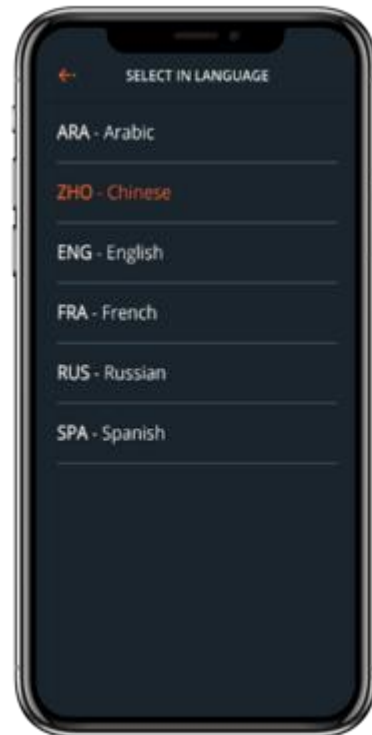 SELECT IN LANGUAGE
ARA - Arabic
ZHO - Chinese
ENG - English
FRA - French
RUS - Russian
SPA - Spanish